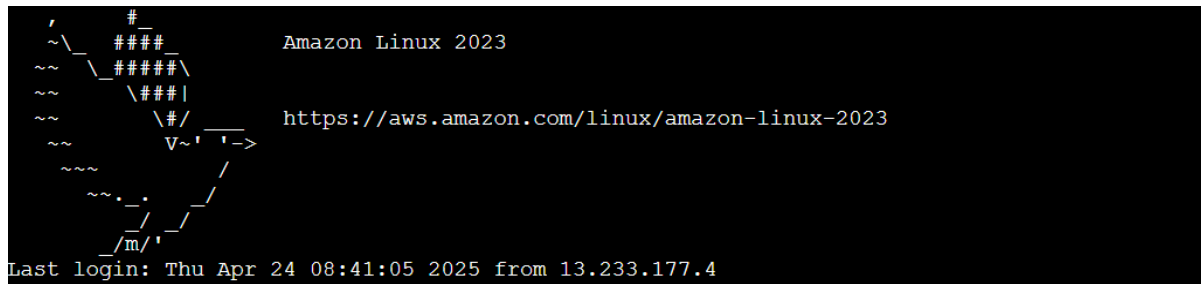 ,     #_
   ~\_  ####_        Amazon Linux 2023
  ~~  \_#####\
  ~~     \###|
  ~~       \#/ ___   https://aws.amazon.com/linux/amazon-linux-2023
   ~~       V~' '->
    ~~~         /
      ~~._.   _/
         _/ _/
       _/m/'
Last login: Thu Apr 24 08:41:05 2025 from 13.233.177.4